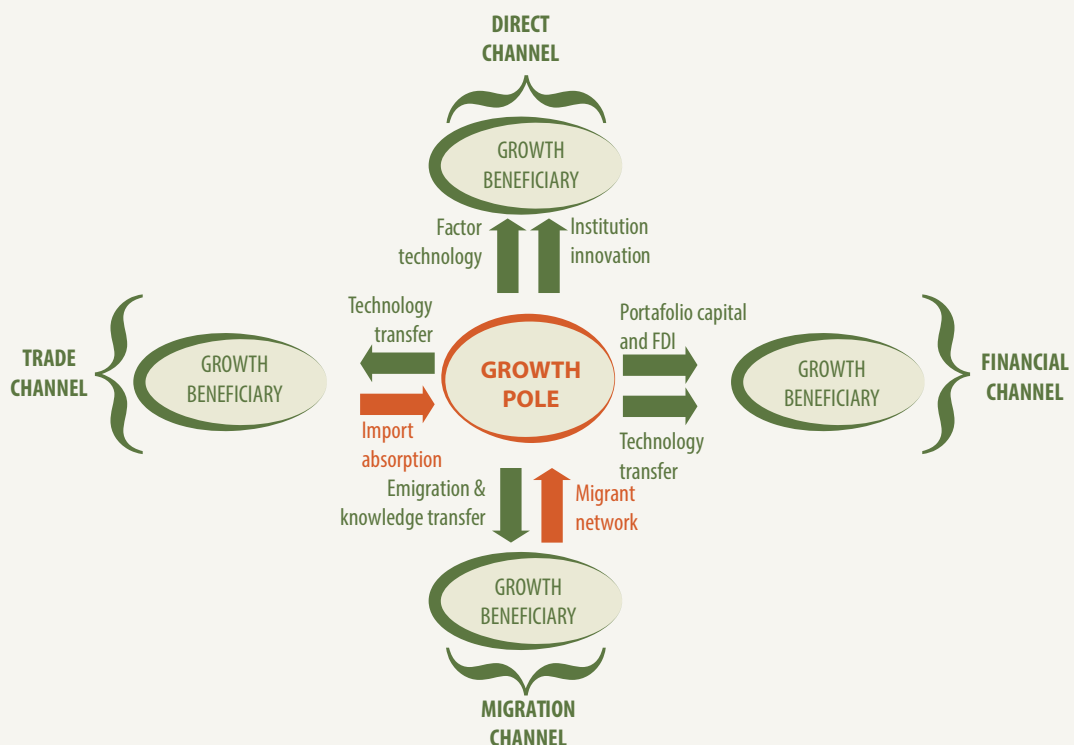 DIRECT
CHANNEL
GROWTH
BENEFICIARY
Factor
technology
Institution
innovation
Technology
transfer
Portafolio capital
and FDI
TRADE
CHANNEL
GROWTH
BENEFICIARY
GROWTH
POLE
GROWTH
BENEFICIARY
FINANCIAL
CHANNEL
Import
absorption
Technology
transfer
Emigration &
knowledge transfer
Migrant
network
GROWTH
BENEFICIARY
MIGRATION
CHANNEL